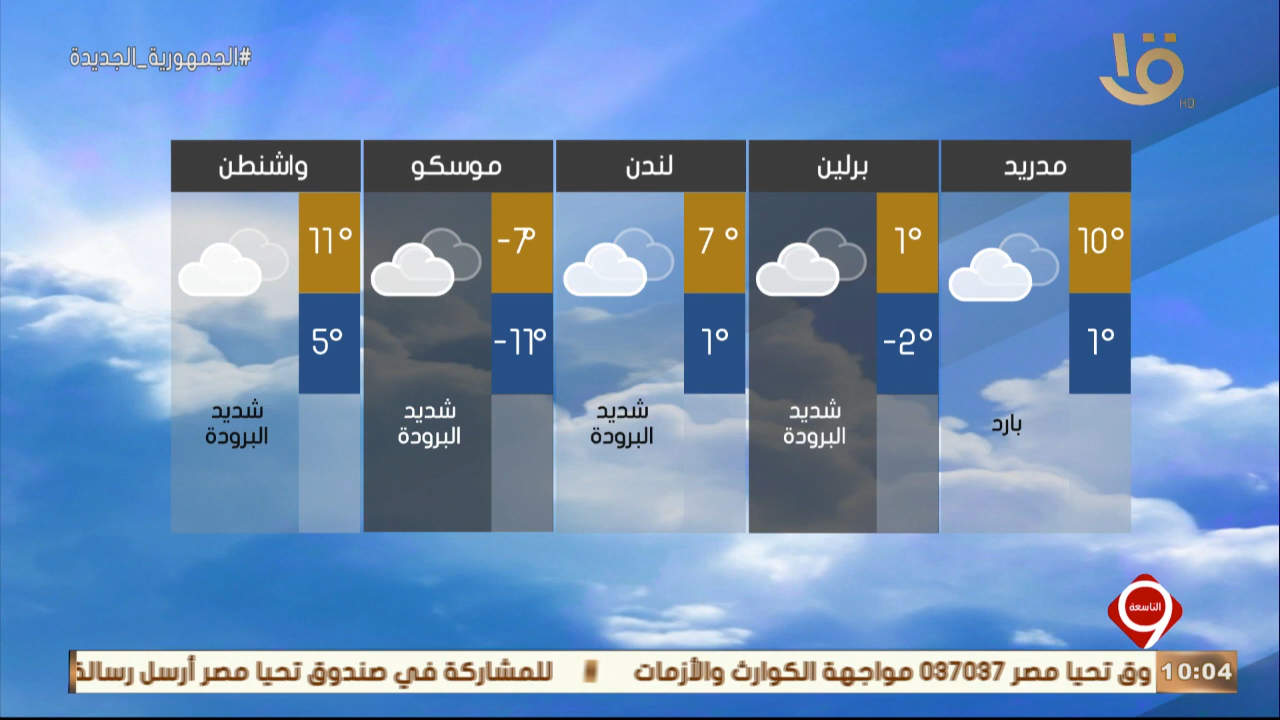 #الجمهورية_الجديدة
HD
مدريد
10°
1°
بارد
برلين
1°
-2°
شديد
البرودة
لندن
7°
1°
شديد
البرودة
موسكو
-7°
-11°
شديد
البرودة
واشنطن
11°
5°
شديد
البرودة
التاسعة
9
10:04
وق تحيا مصر 037037 مواجهة الكوارث والأزمات
للمشاركة في صندوق تحيا مصر أرسل رسالة